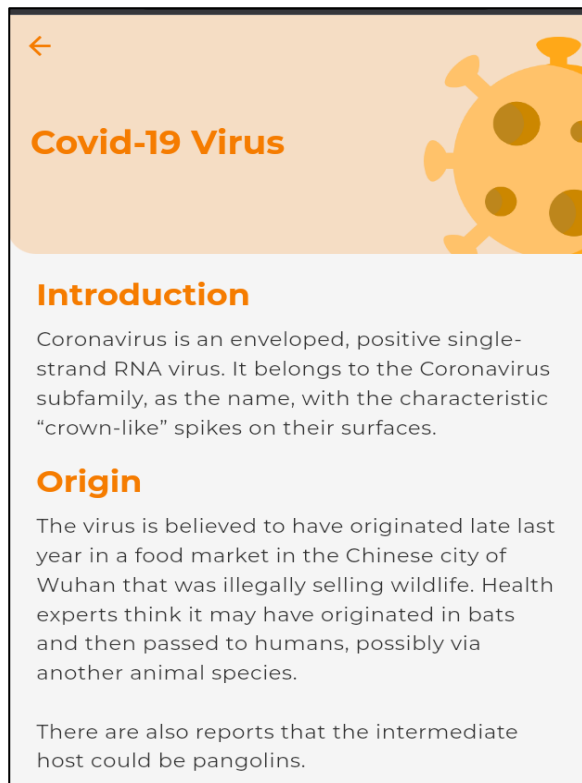 Covid-19 Virus
Introduction
Coronavirus is an enveloped, positive single-
strand RNA virus. It belongs to the Coronavirus
subfamily, as the name, with the characteristic
“crown-like” spikes on their surfaces.
Origin
The virus is believed to have originated late last
year in a food market in the Chinese city of
Wuhan that was illegally selling wildlife. Health
experts think it may have originated in bats
and then passed to humans, possibly via
another animal species.
There are also reports that the intermediate
host could be pangolins.